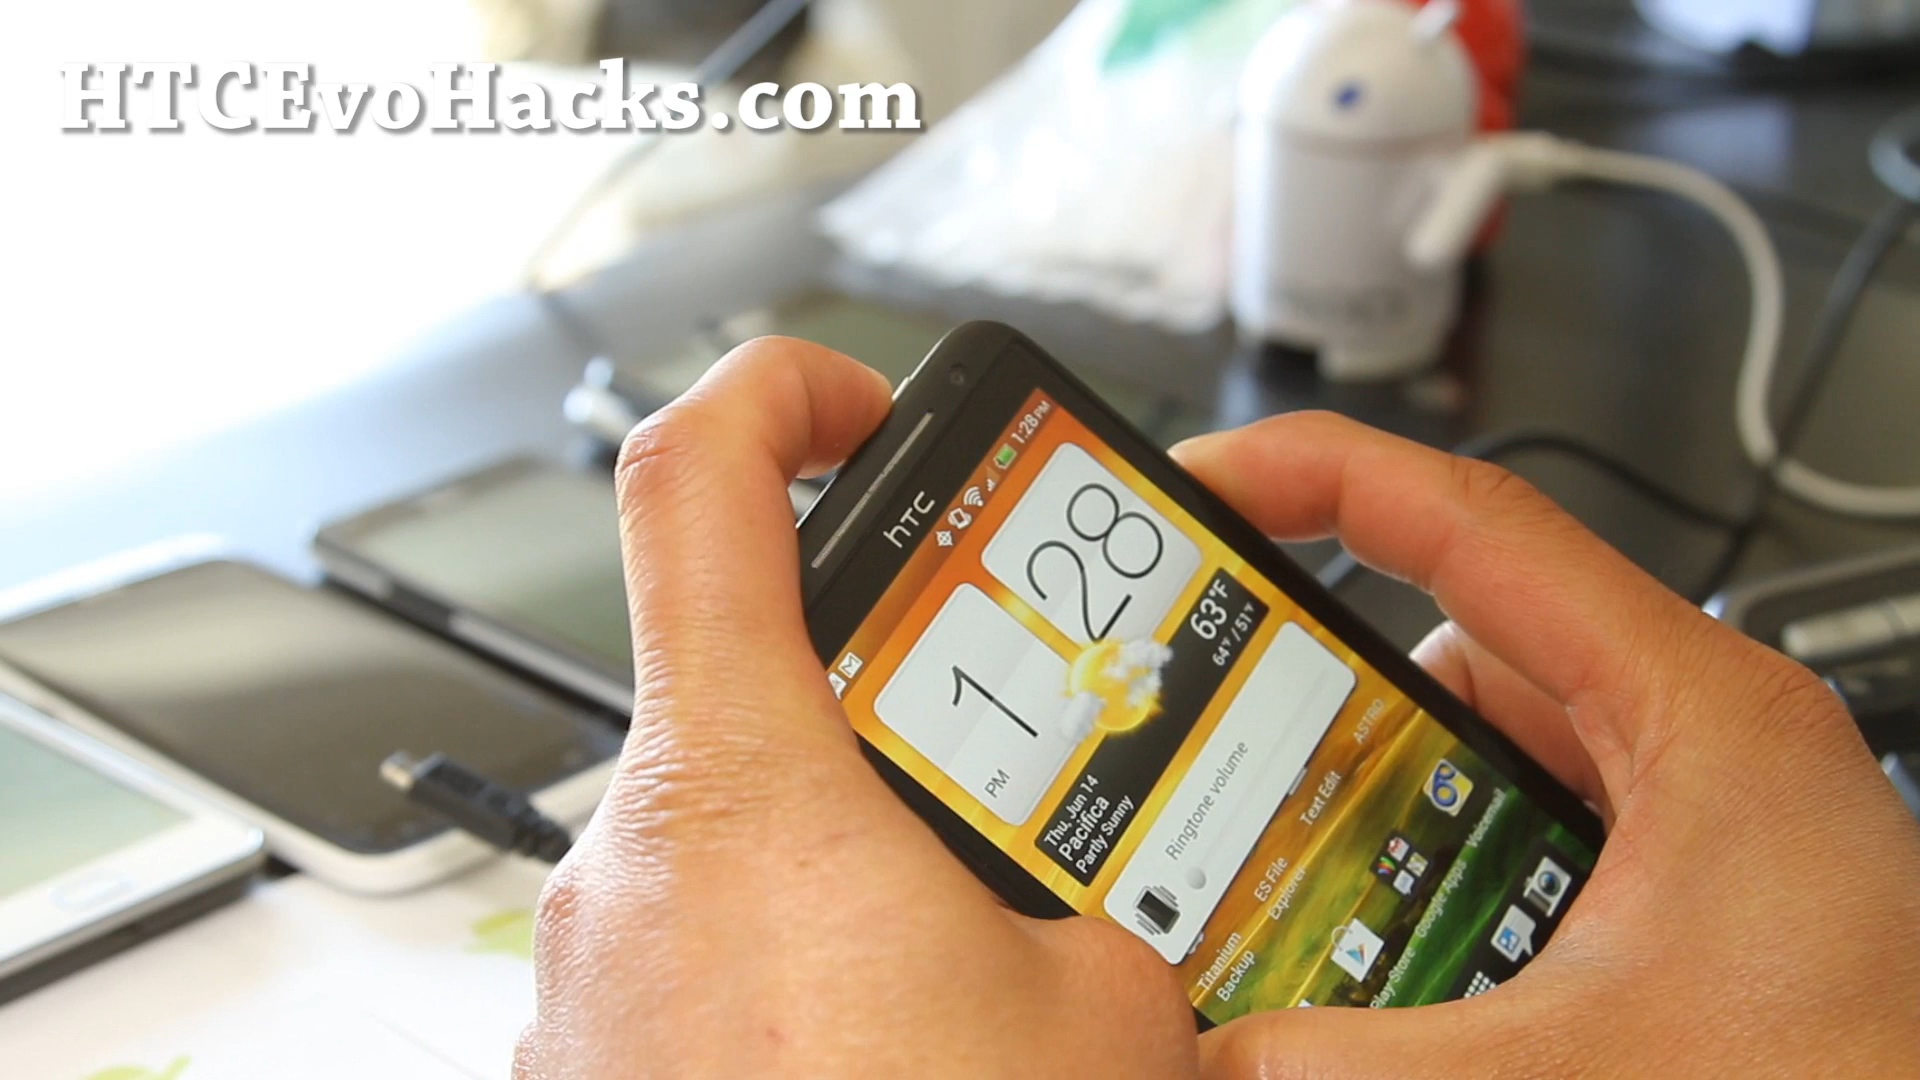 HTCEvoHacks.com
hTC
1:28 PM
1
28
PM
63°F
64°F / 51°F
Thu, Jun 14
Pacifica
Partly Sunny
Ringtone volume
Titanium
Backup
ES File
Explorer
Text Edit
ASTRO
Play Store
Google Apps
Voicemail